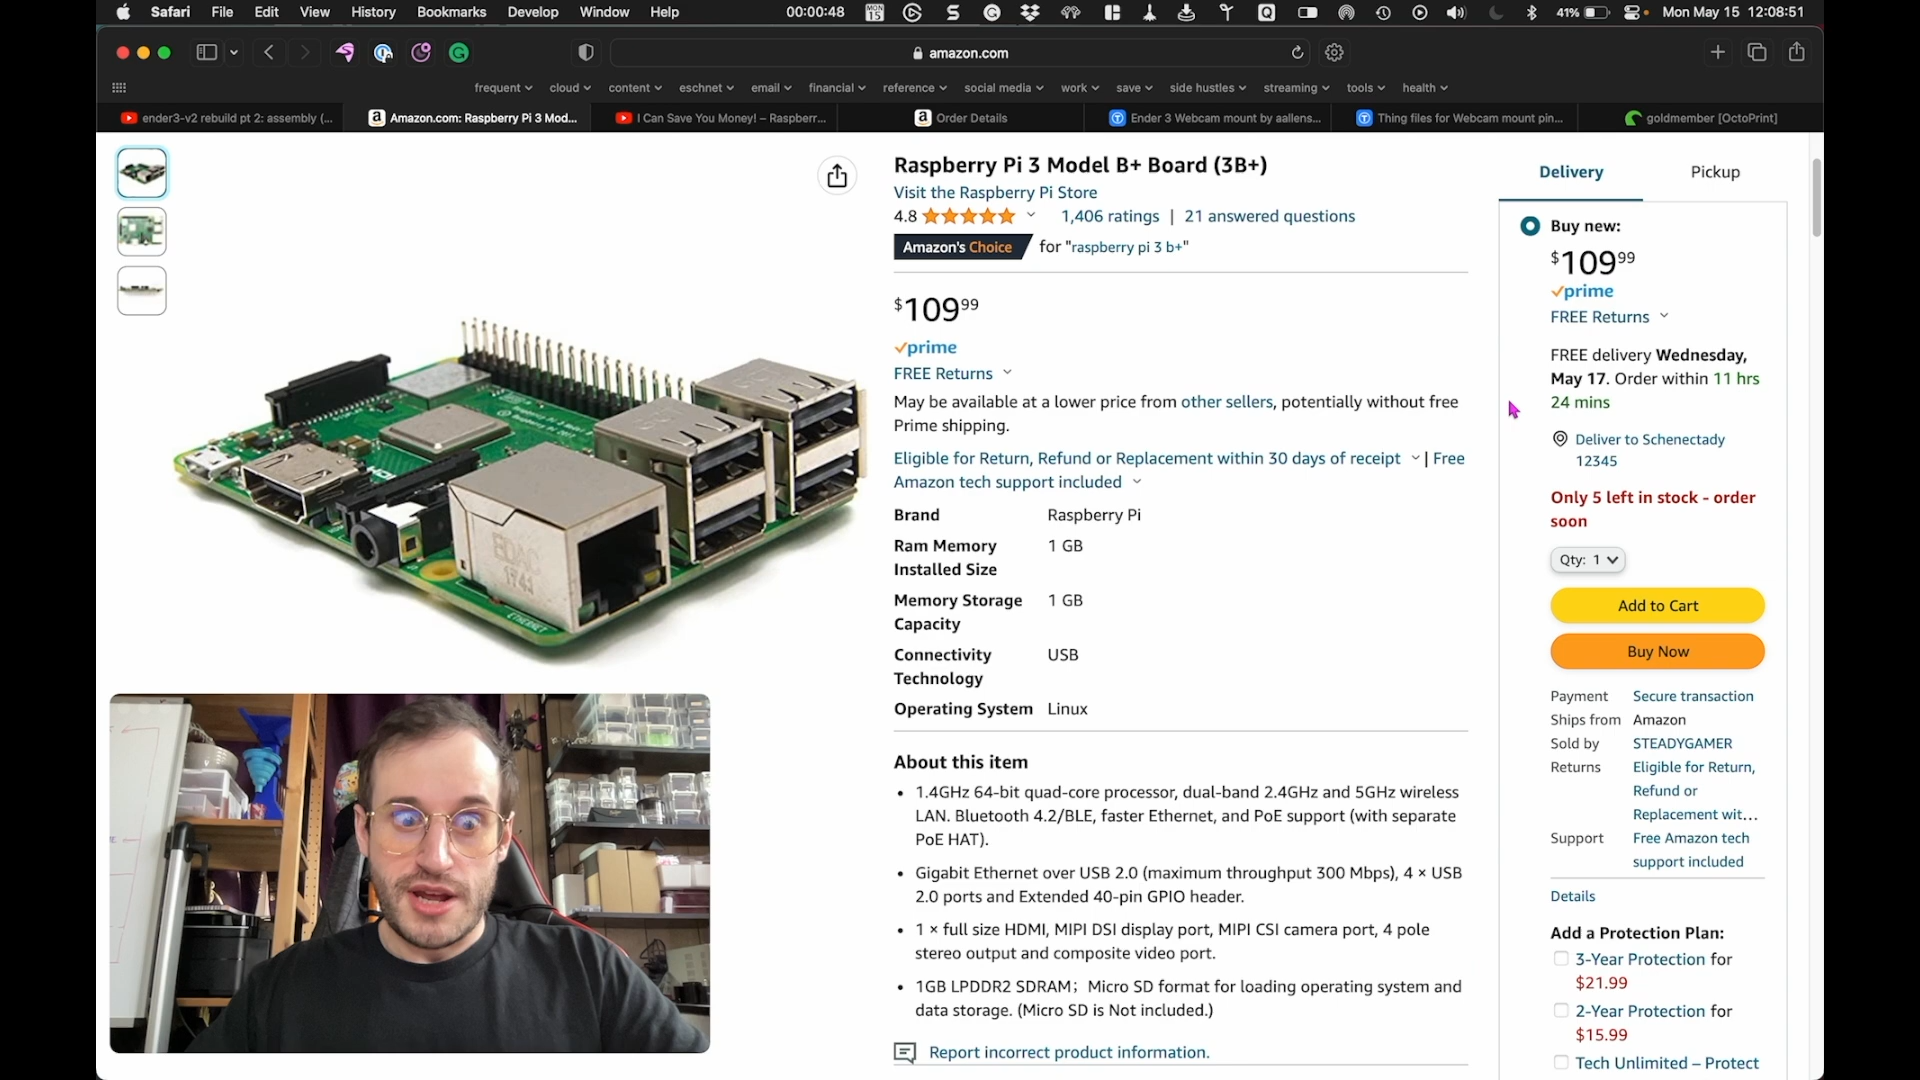 Safari File Edit View History Bookmarks Develop Window Help 00:00:48 MON 15 41% Mon May 15 12:08:51
amazon.com
frequent cloud content eschnet email financial reference social media work save side hustles streaming tools health
ender3-v2 rebuild pt 2: assembly (... Amazon.com: Raspberry Pi 3 Mod... I Can Save You Money! – Raspberr... Order Details Ender 3 Webcam mount by aallens... Thing files for Webcam mount pin... goldmember [OctoPrint]
Raspberry Pi 3 Model B+ Board (3B+)
Visit the Raspberry Pi Store
4.8 1,406 ratings | 21 answered questions
Amazon's Choice for "raspberry pi 3 b+"
$109 99
prime
FREE Returns
May be available at a lower price from other sellers, potentially without free
Prime shipping.
Eligible for Return, Refund or Replacement within 30 days of receipt | Free
Amazon tech support included
Brand Raspberry Pi
Ram Memory 1 GB
Installed Size
Memory Storage 1 GB
Capacity
Connectivity USB
Technology
Operating System Linux
About this item
• 1.4GHz 64-bit quad-core processor, dual-band 2.4GHz and 5GHz wireless
LAN. Bluetooth 4.2/BLE, faster Ethernet, and PoE support (with separate
PoE HAT).
• Gigabit Ethernet over USB 2.0 (maximum throughput 300 Mbps), 4 × USB
2.0 ports and Extended 40-pin GPIO header.
• 1 × full size HDMI, MIPI DSI display port, MIPI CSI camera port, 4 pole
stereo output and composite video port.
• 1GB LPDDR2 SDRAM；Micro SD format for loading operating system and
data storage. (Micro SD is Not included.)
Report incorrect product information.
Delivery Pickup
Buy new:
$109 99
prime
FREE Returns
FREE delivery Wednesday,
May 17. Order within 11 hrs
24 mins
Deliver to Schenectady
12345
Only 5 left in stock - order
soon
Qty: 1
Add to Cart
Buy Now
Payment Secure transaction
Ships from Amazon
Sold by STEADYGAMER
Returns Eligible for Return,
Refund or
Replacement wit...
Support Free Amazon tech
support included
Details
Add a Protection Plan:
3-Year Protection for
$21.99
2-Year Protection for
$15.99
Tech Unlimited – Protect
EDAC
1741
ETHERNET